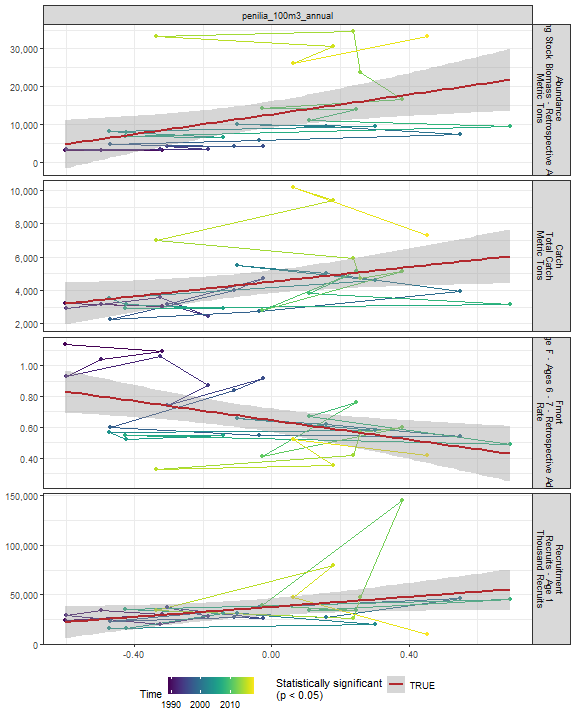 penilia_100m3_annual
30,000
20,000
10,000
0
Abundance
ng Stock Biomass - Retrospective A
Metric Tons
10,000
8,000
6,000
4,000
2,000
Catch
Total Catch
Metric Tons
1.00
0.80
0.60
0.40
Fmort
ge F - Ages 6 - 7 - Retrospective Ad
Rate
150,000
100,000
50,000
0
Recruitment
Recruits - Age 1
Thousand Recruits
-0.40
0.00
0.40
Time
1990 2000 2010
Statistically significant
(p < 0.05)
TRUE